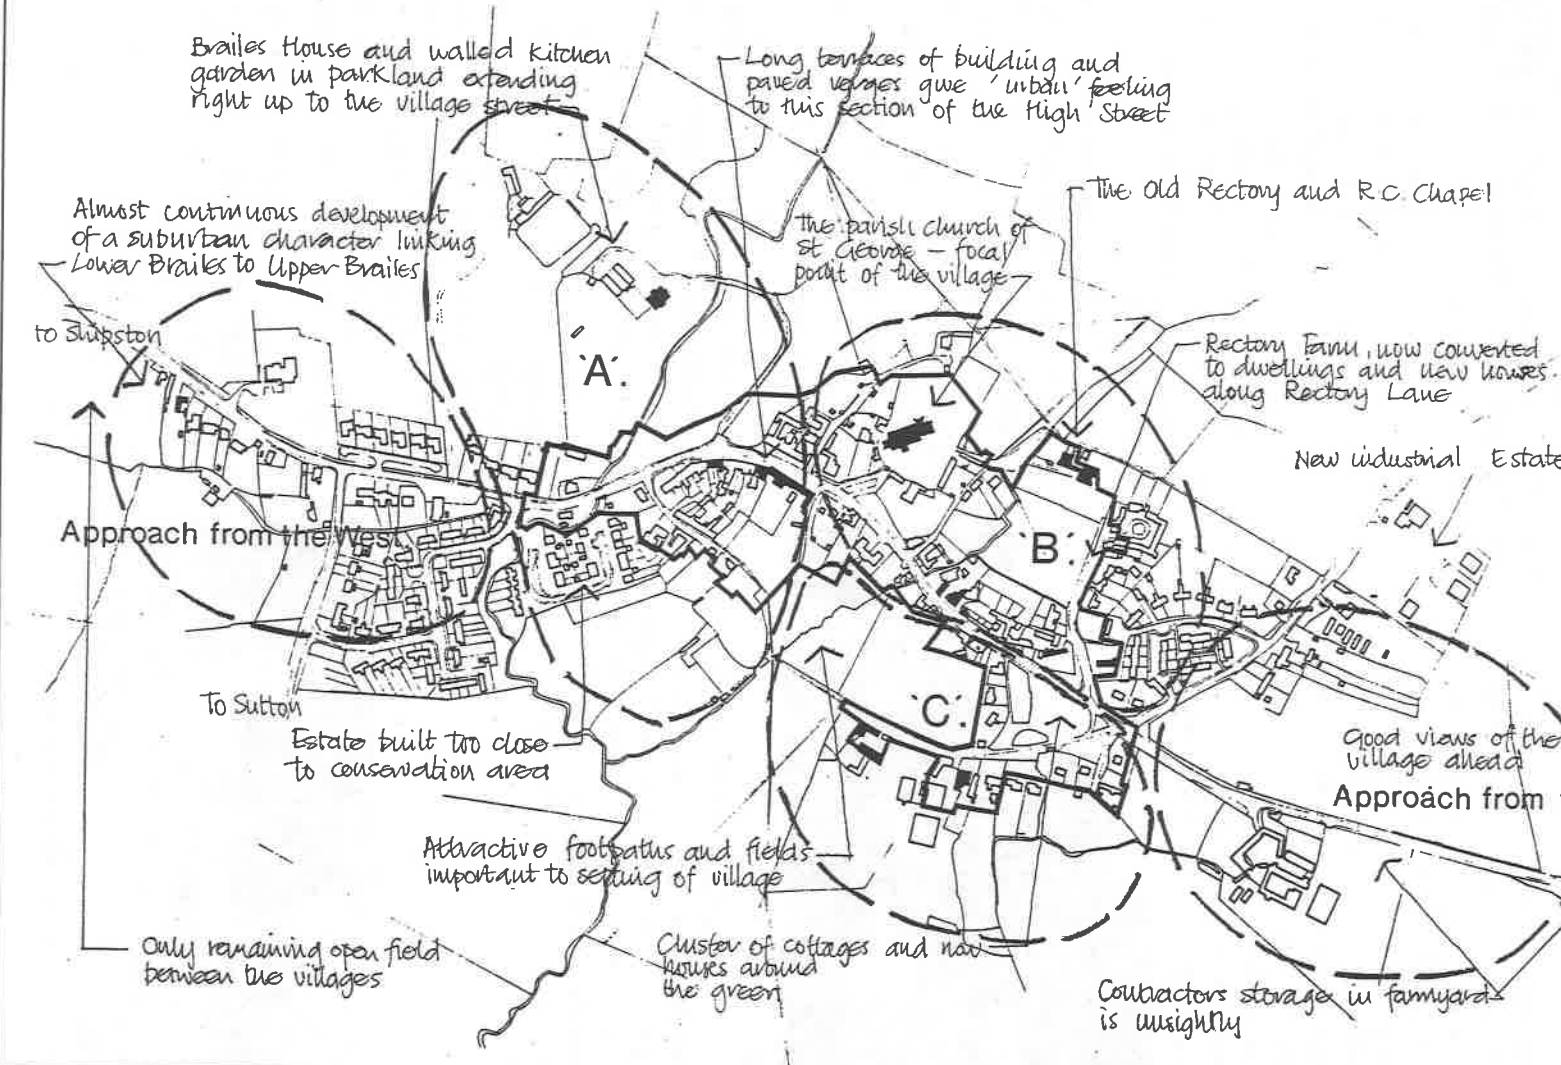 Brailes House and walled kitchen
garden in parkland extending
right up to the village street
Long terraces of building and
paved verges give 'urban' feeling
to this section of the High Street
The Old Rectory and R.C. Chapel
Almost continuous development
of a suburban character linking
Lower Brailes to Upper Brailes
The parish church of
St George – focal
point of the village
to Shipston
Rectory Farm, now converted
to dwellings and new houses
along Rectory Lane
'A'.
New industrial Estate
Approach from the West
'B'.
To Sutton
'C'.
Estate built too close
to conservation area
Good views of the
village ahead
Approach from
Attractive footpaths and fields
important to setting of village
Only remaining open field
between the villages
Cluster of cottages and new
houses around
the green
Contractors storage in farmyard
is unsightly